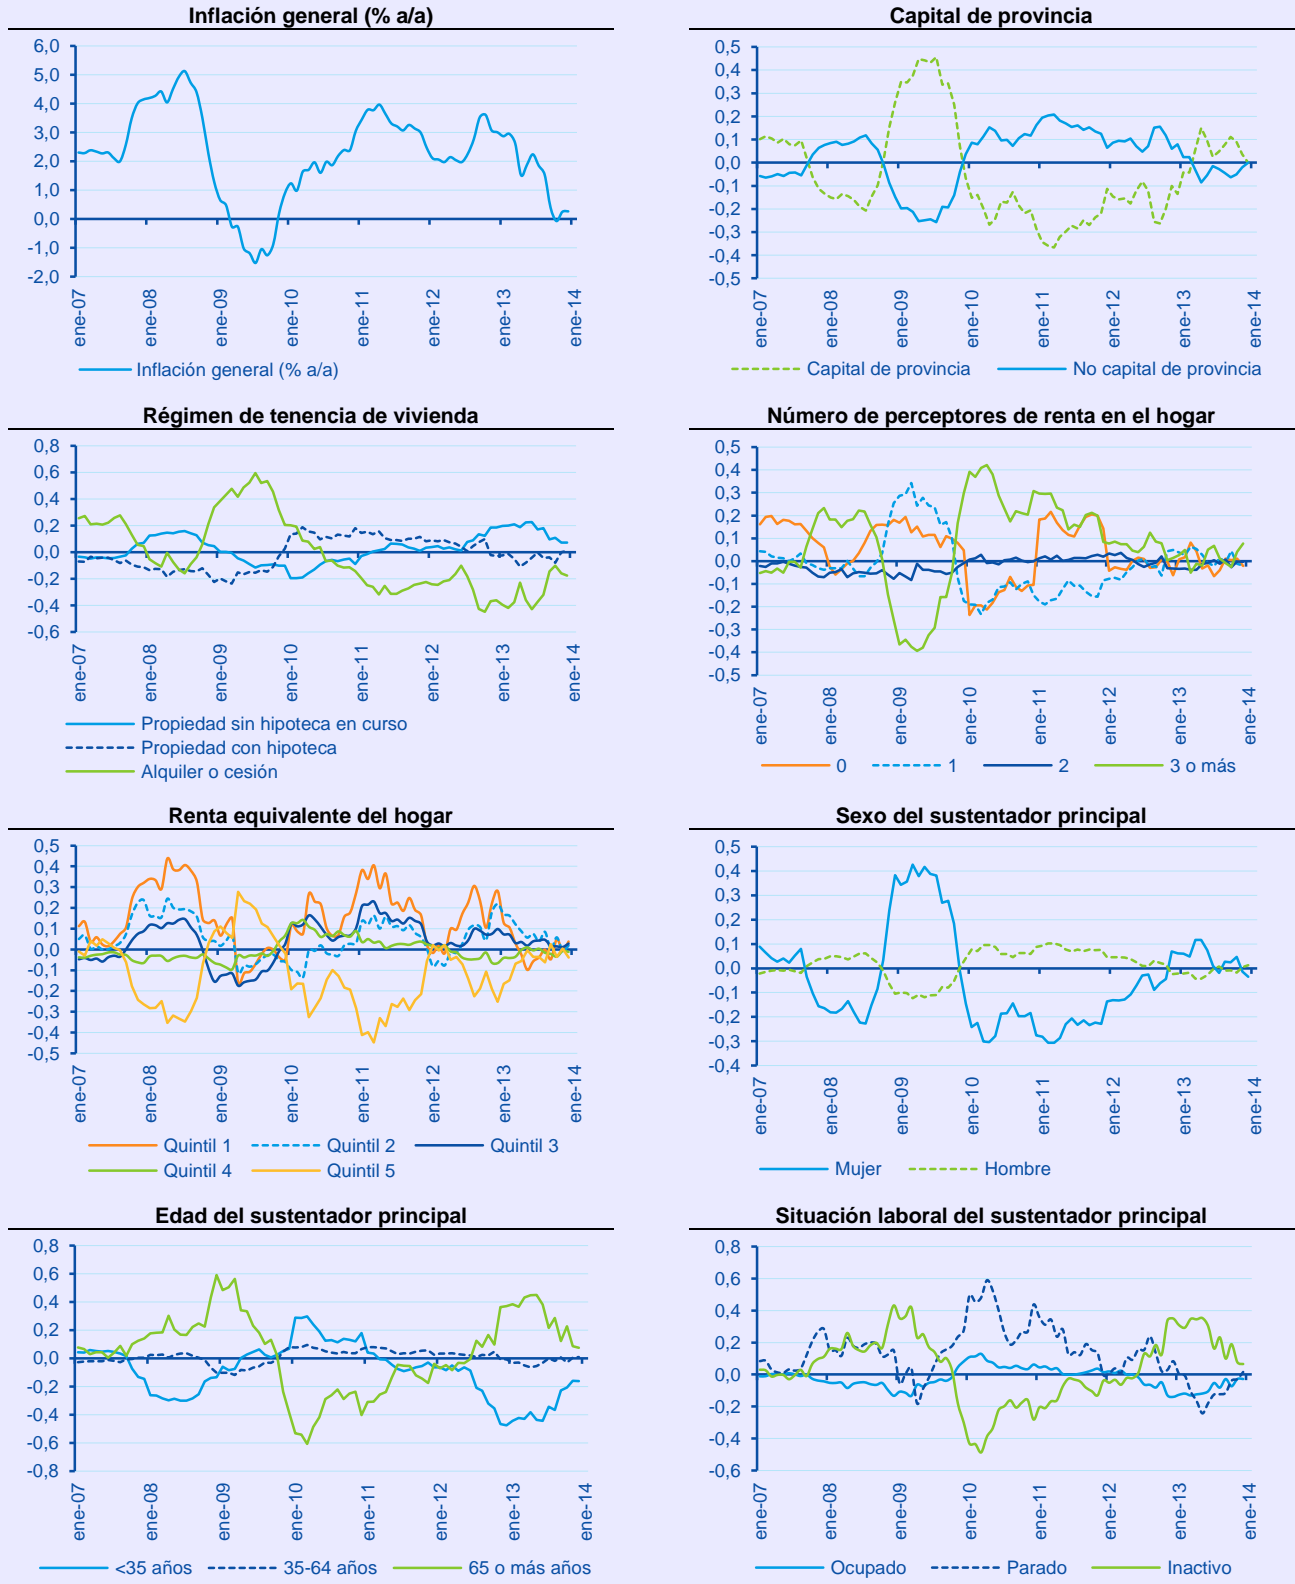 Inflación general (% a/a)
6,0
5,0
4,0
3,0
2,0
1,0
0,0
-1,0
-2,0
ene-07
ene-08
ene-09
ene-10
ene-11
ene-12
ene-13
ene-14
Inflación general (% a/a)
Capital de provincia
0,5
0,4
0,3
0,2
0,1
0,0
-0,1
-0,2
-0,3
-0,4
-0,5
ene-07
ene-08
ene-09
ene-10
ene-11
ene-12
ene-13
ene-14
Capital de provincia No capital de provincia
Régimen de tenencia de vivienda
0,8
0,6
0,4
0,2
0,0
-0,2
-0,4
-0,6
ene-07
ene-08
ene-09
ene-10
ene-11
ene-12
ene-13
ene-14
Propiedad sin hipoteca en curso
Propiedad con hipoteca
Alquiler o cesión
Número de perceptores de renta en el hogar
0,5
0,4
0,3
0,2
0,1
0,0
-0,1
-0,2
-0,3
-0,4
-0,5
ene-07
ene-08
ene-09
ene-10
ene-11
ene-12
ene-13
ene-14
0 1 2 3 o más
Renta equivalente del hogar
0,5
0,4
0,3
0,2
0,1
0,0
-0,1
-0,2
-0,3
-0,4
-0,5
ene-07
ene-08
ene-09
ene-10
ene-11
ene-12
ene-13
ene-14
Quintil 1 Quintil 2 Quintil 3
Quintil 4 Quintil 5
Sexo del sustentador principal
0,5
0,4
0,3
0,2
0,1
0,0
-0,1
-0,2
-0,3
-0,4
ene-07
ene-08
ene-09
ene-10
ene-11
ene-12
ene-13
ene-14
Mujer Hombre
Edad del sustentador principal
0,8
0,6
0,4
0,2
0,0
-0,2
-0,4
-0,6
-0,8
ene-07
ene-08
ene-09
ene-10
ene-11
ene-12
ene-13
ene-14
<35 años 35-64 años 65 o más años
Situación laboral del sustentador principal
0,8
0,6
0,4
0,2
0,0
-0,2
-0,4
-0,6
ene-07
ene-08
ene-09
ene-10
ene-11
ene-12
ene-13
ene-14
Ocupado Parado Inactivo